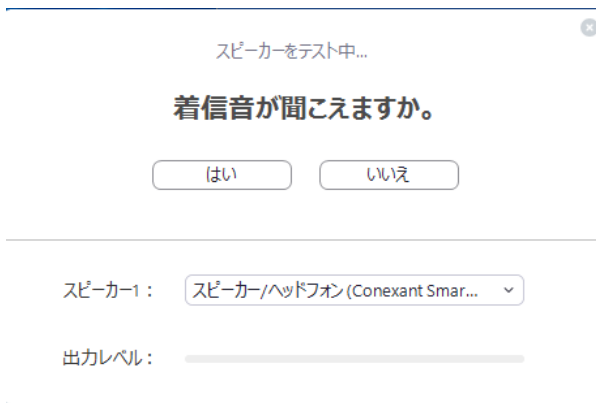 スピーカーをテスト中...
着信音が聞こえますか。
はい いいえ
スピーカー1： スピーカー/ヘッドフォン (Conexant Smar...
出力レベル：